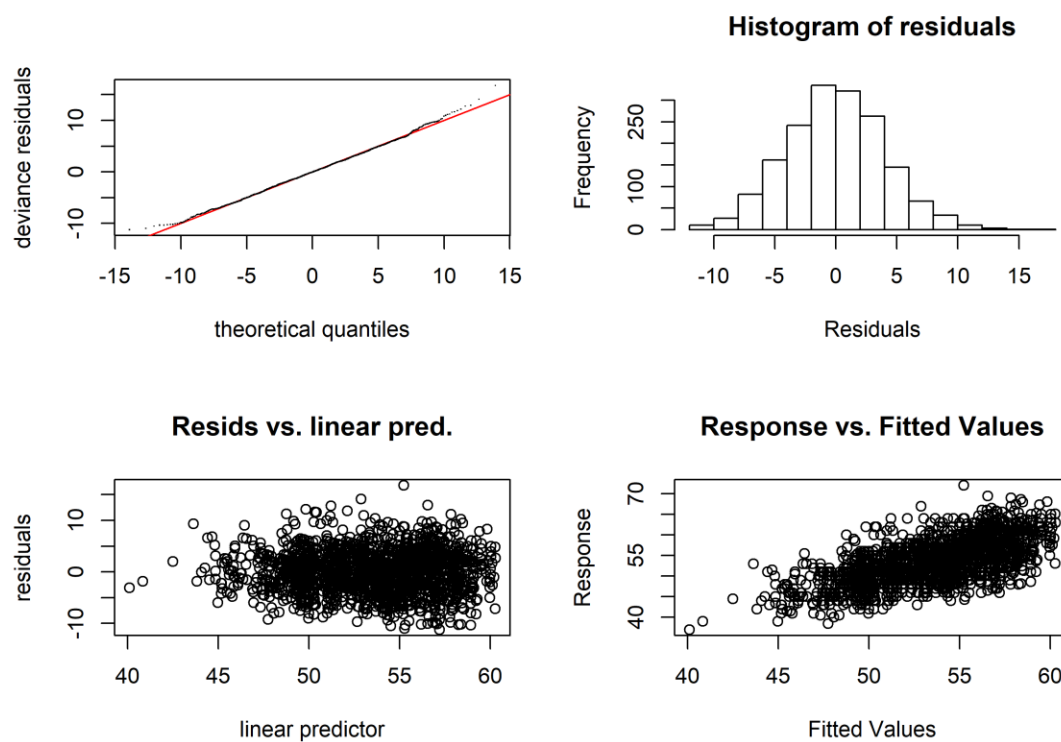 deviance residuals
-10 0 10
-15 -10 -5 0 5 10 15
theoretical quantiles
Histogram of residuals
Frequency
0 100 250
-10 -5 0 5 10 15
Residuals
Resids vs. linear pred.
residuals
-10 0 10
40 45 50 55 60
linear predictor
Response vs. Fitted Values
Response
40 55 70
40 45 50 55 60
Fitted Values